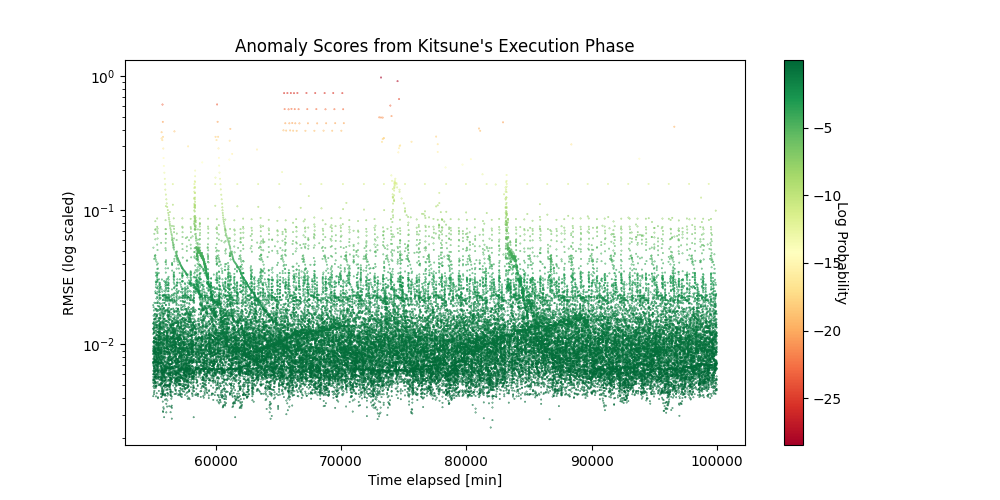 Anomaly Scores from Kitsune's Execution Phase
RMSE (log scaled)
10⁰
10⁻¹
10⁻²
60000 70000 80000 90000 100000
Time elapsed [min]
−5
−10
−15
−20
−25
Log Probability